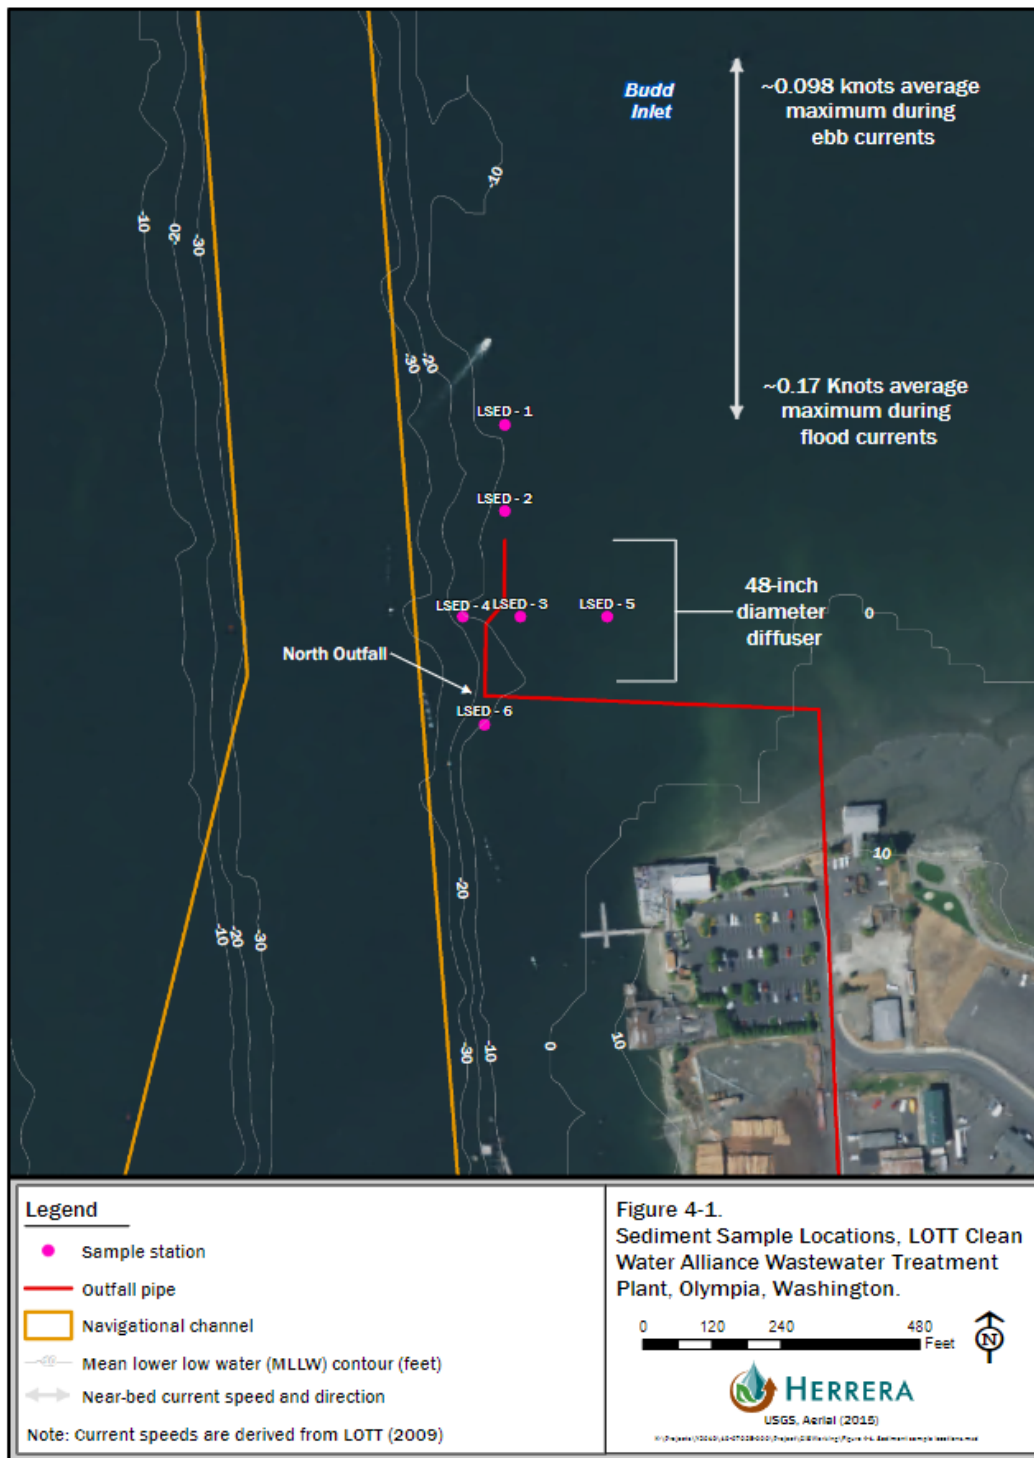 Budd
Inlet
~0.098 knots average
maximum during
ebb currents
-10
-10
-20
-30
-30
-20
~0.17 Knots average
maximum during
flood currents
LSED - 1
LSED - 2
LSED - 4
LSED - 3
LSED - 5
48-inch
diameter
diffuser
0
North Outfall
LSED - 6
10
-20
-10
-20
-30
-30
-10
0
10
Legend
Sample station
Outfall pipe
Navigational channel
-10
Mean lower low water (MLLW) contour (feet)
Near-bed current speed and direction
Note: Current speeds are derived from LOTT (2009)
Figure 4-1.
Sediment Sample Locations, LOTT Clean
Water Alliance Wastewater Treatment
Plant, Olympia, Washington.
0 120 240 480
Feet
N
HERRERA
USGS, Aerial (2015)